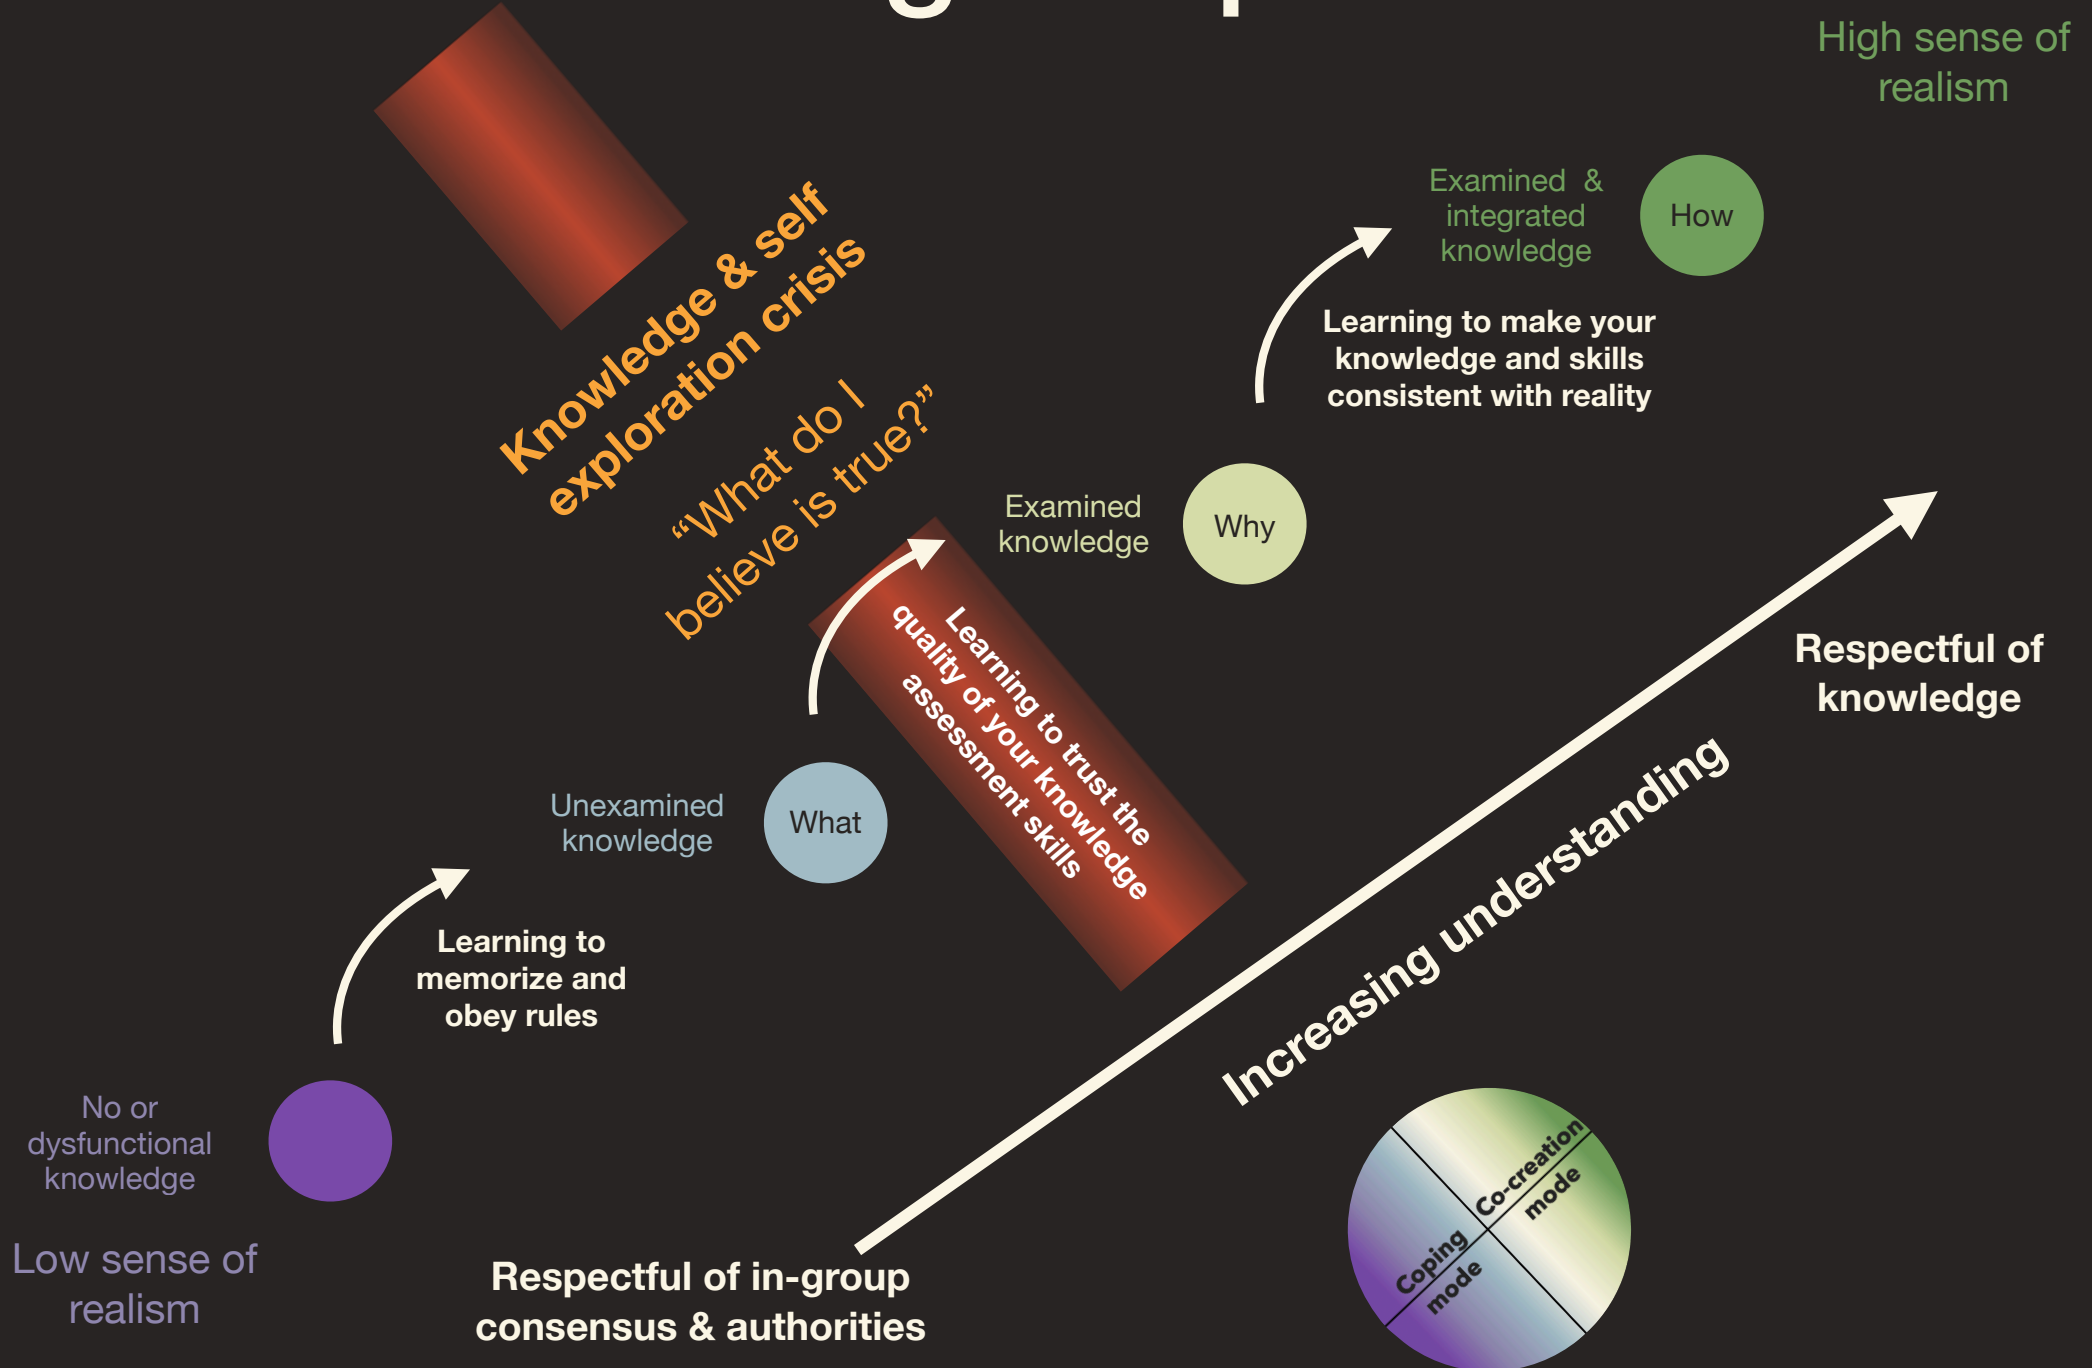 High sense of
realism
Examined &
integrated
knowledge
How
Learning to make your
knowledge and skills
consistent with reality
Knowledge & self
exploration crisis
“What do I
believe is true?”
Examined
knowledge
Why
Learning to trust the
quality of your knowledge
assessment skills
Respectful of
knowledge
Unexamined
knowledge
What
Increasing understanding
Learning to
memorize and
obey rules
No or
dysfunctional
knowledge
Low sense of
realism
Respectful of in-group
consensus & authorities
Co-creation
mode
Coping
mode